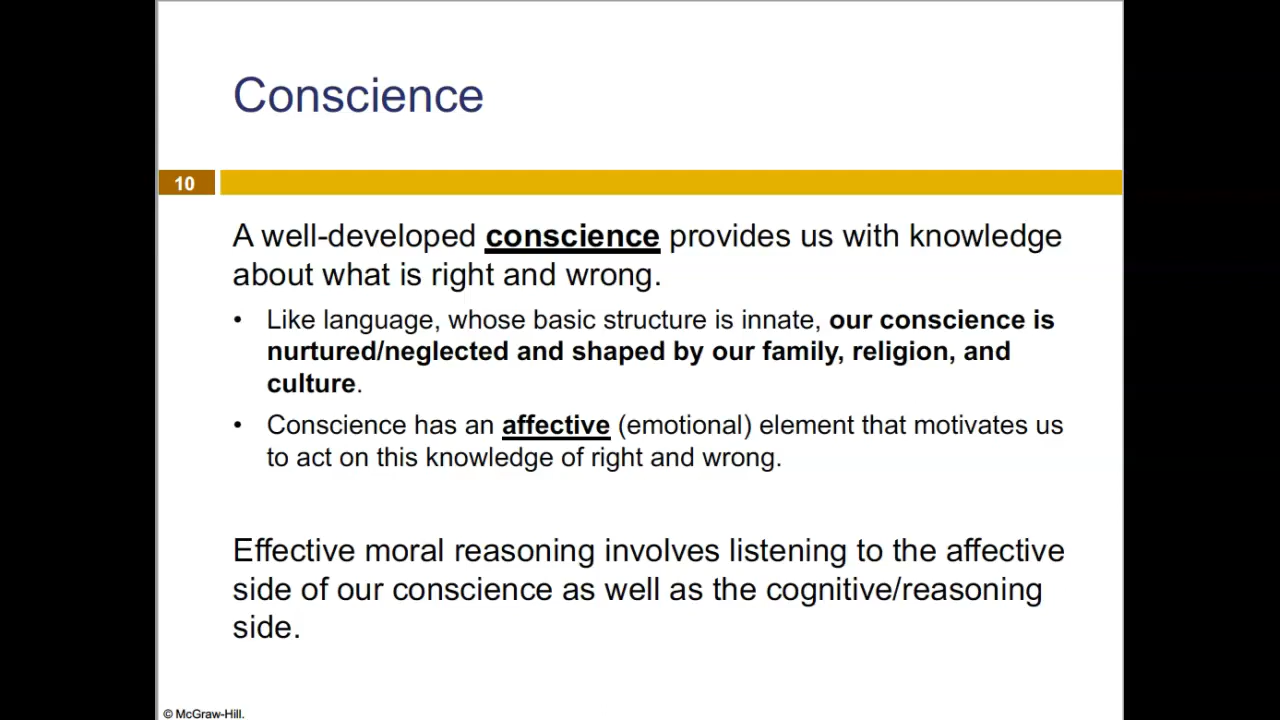 Conscience
10
A well-developed conscience provides us with knowledge
about what is right and wrong.
• Like language, whose basic structure is innate, our conscience is
nurtured/neglected and shaped by our family, religion, and
culture.
• Conscience has an affective (emotional) element that motivates us
to act on this knowledge of right and wrong.
Effective moral reasoning involves listening to the affective
side of our conscience as well as the cognitive/reasoning
side.
© McGraw-Hill.